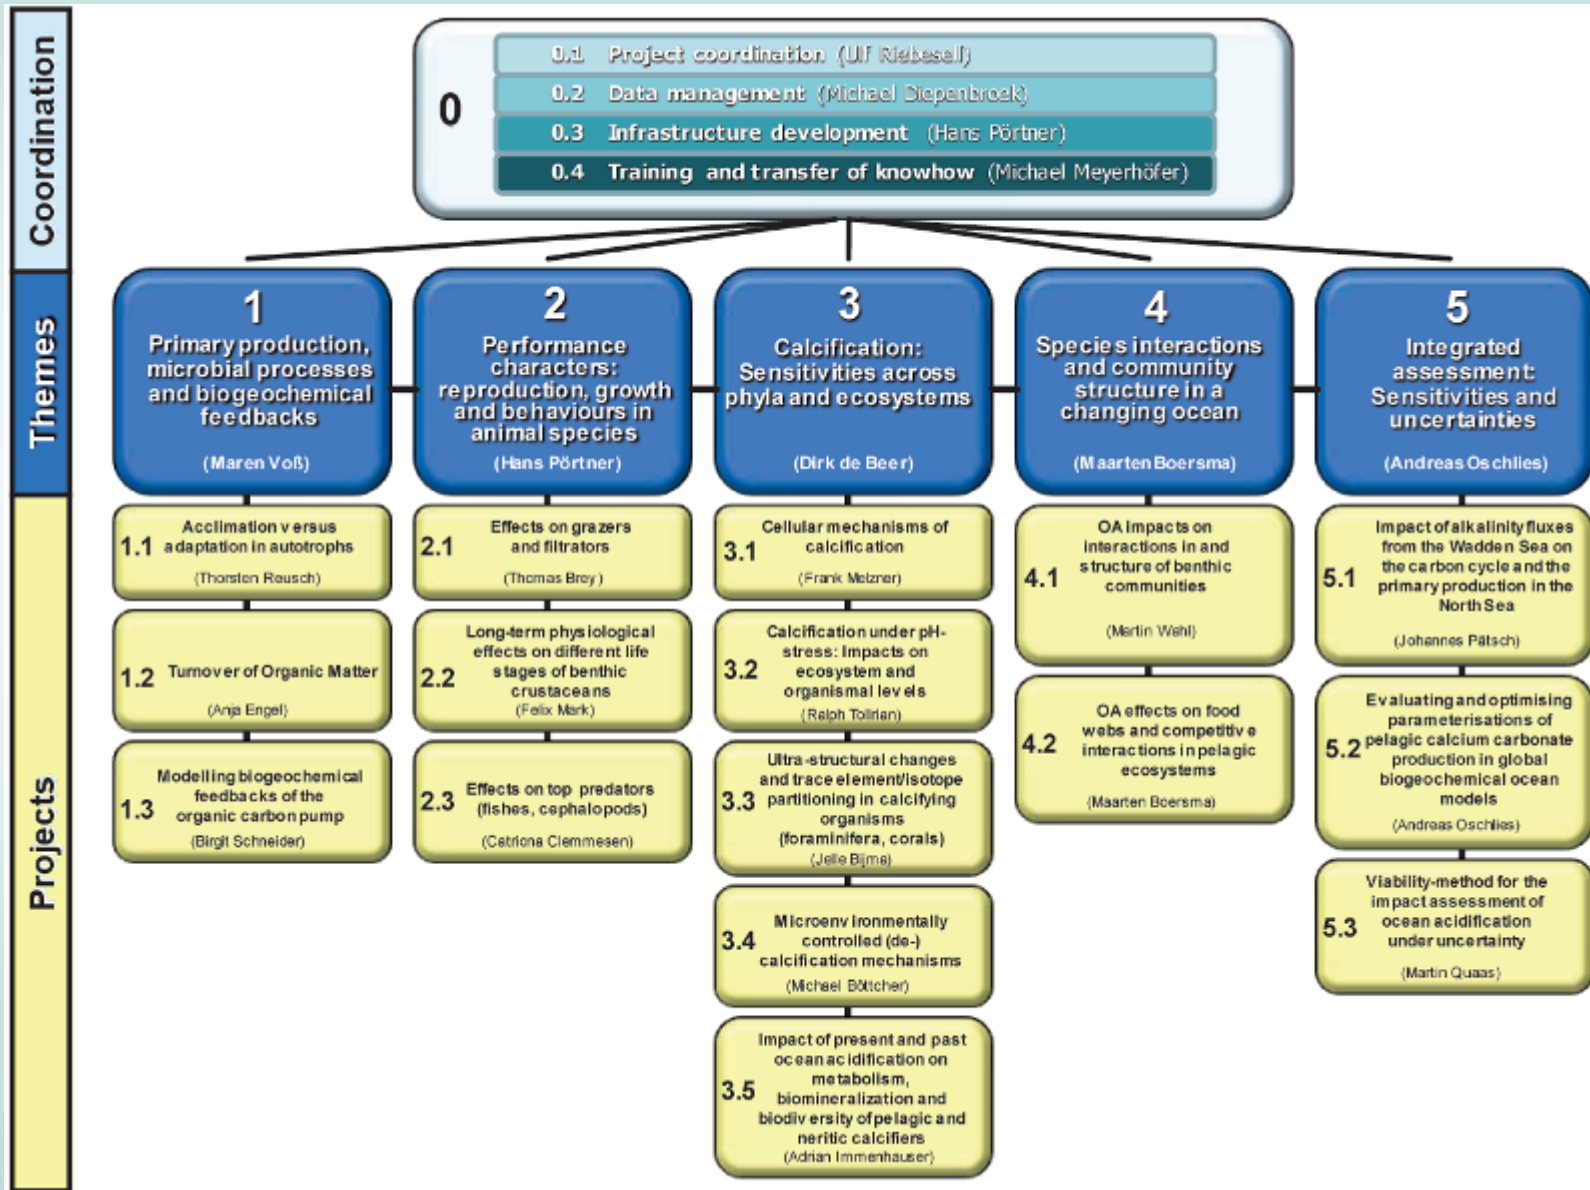 Coordination
0
0.1 Project coordination (Ulf Riebesell)
0.2 Data management (Michael Diepenbroek)
0.3 Infrastructure development (Hans Pörtner)
0.4 Training and transfer of knowhow (Michael Meyerhöfer)
Themes
1
Primary production,
microbial processes
and biogeochemical
feedbacks
(Maren Voß)
2
Performance
characters:
reproduction, growth
and behaviours in
animal species
(Hans Pörtner)
3
Calcification:
Sensitivities across
phyla and ecosystems
(Dirk de Beer)
4
Species interactions
and community
structure in a
changing ocean
(Maarten Boersma)
5
Integrated
assessment:
Sensitivities and
uncertainties
(Andreas Oschlies)
Projects
1.1
Acclimation versus
adaptation in autotrophs
(Thorsten Reusch)
1.2
Turnover of Organic Matter
(Anja Engel)
1.3
Modelling biogeochemical
feedbacks of the
organic carbon pump
(Birgit Schneider)
2.1
Effects on grazers
and filtrators
(Thomas Brey)
2.2
Long-term physiological
effects on different life
stages of benthic
crustaceans
(Felix Mark)
2.3
Effects on top predators
(fishes, cephalopods)
(Catriona Clemmesen)
3.1
Cellular mechanisms of
calcification
(Frank Melzner)
3.2
Calcification under pH-
stress: Impacts on
ecosystem and
organismal levels
(Ralph Tollrian)
3.3
Ultra-structural changes
and trace element/isotope
partitioning in calcifying
organisms
(foraminifera, corals)
(Jelle Bijma)
3.4
Microenvironmentally
controlled (de-)
calcification mechanisms
(Michael Böttcher)
3.5
Impact of present and past
ocean acidification on
metabolism,
biomineralization and
biodiversity of pelagic and
neritic calcifiers
(Adrian Immenhauser)
4.1
OA impacts on
interactions in and
structure of benthic
communities
(Martin Wahl)
4.2
OA effects on food
webs and competitive
interactions in pelagic
ecosystems
(Maarten Boersma)
5.1
Impact of alkalinity fluxes
from the Wadden Sea on
the carbon cycle and the
primary production in the
North Sea
(Johannes Pätsch)
5.2
Evaluating and optimising
parameterisations of
pelagic calcium carbonate
production in global
biogeochemical ocean
models
(Andreas Oschlies)
5.3
Viability-method for the
impact assessment of
ocean acidification
under uncertainty
(Martin Quaas)